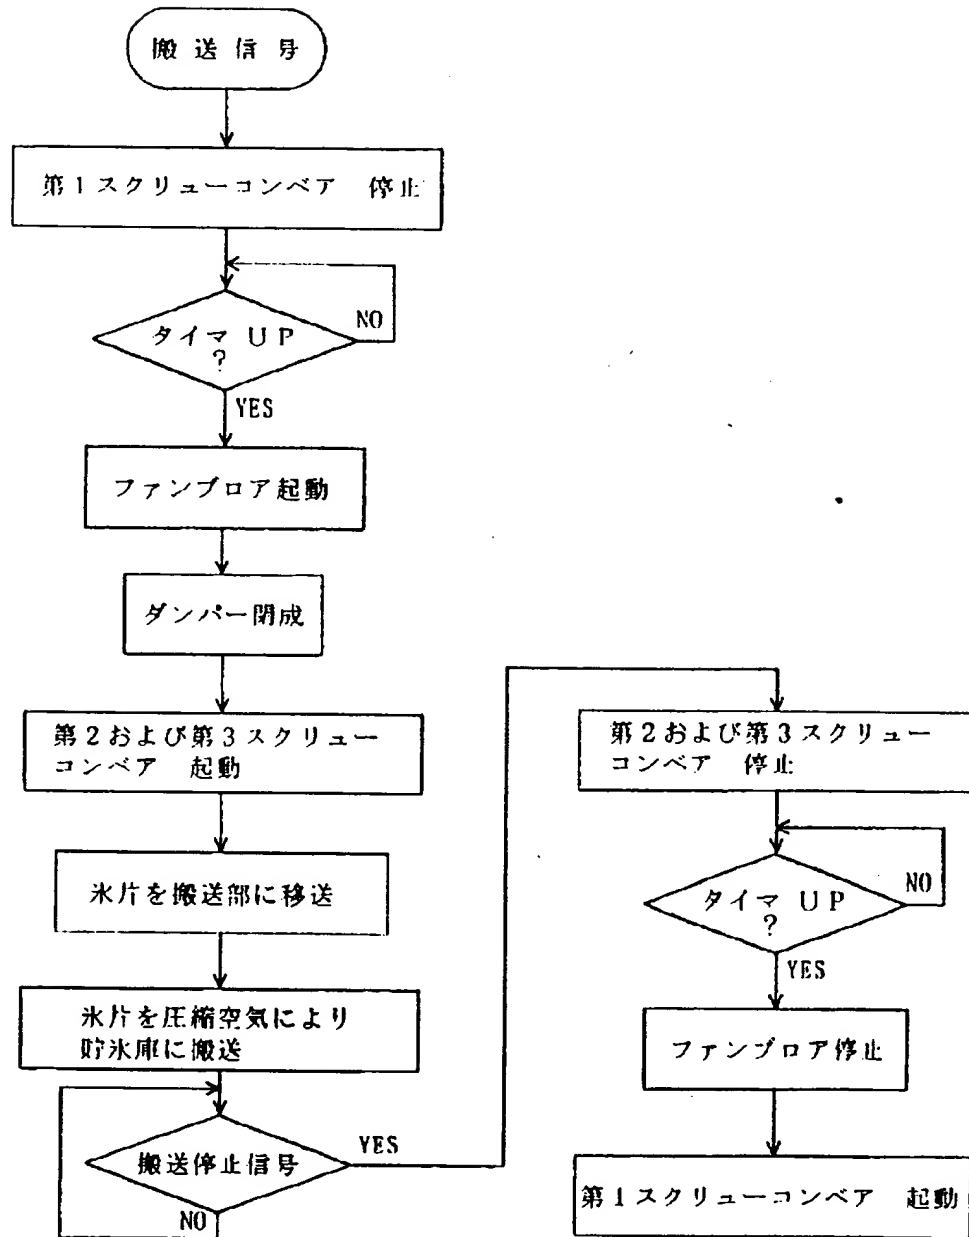 搬送信号
第1スクリューコンベア 停止
タイマ UP
?
NO
YES
ファンブロア起動
ダンパー閉成
第2および第3スクリュー
コンベア 起動
氷片を搬送部に移送
氷片を圧縮空気により
貯氷庫に搬送
搬送停止信号
YES
NO
第2および第3スクリュー
コンベア 停止
タイマ UP
?
NO
YES
ファンブロア停止
第1スクリューコンベア 起動